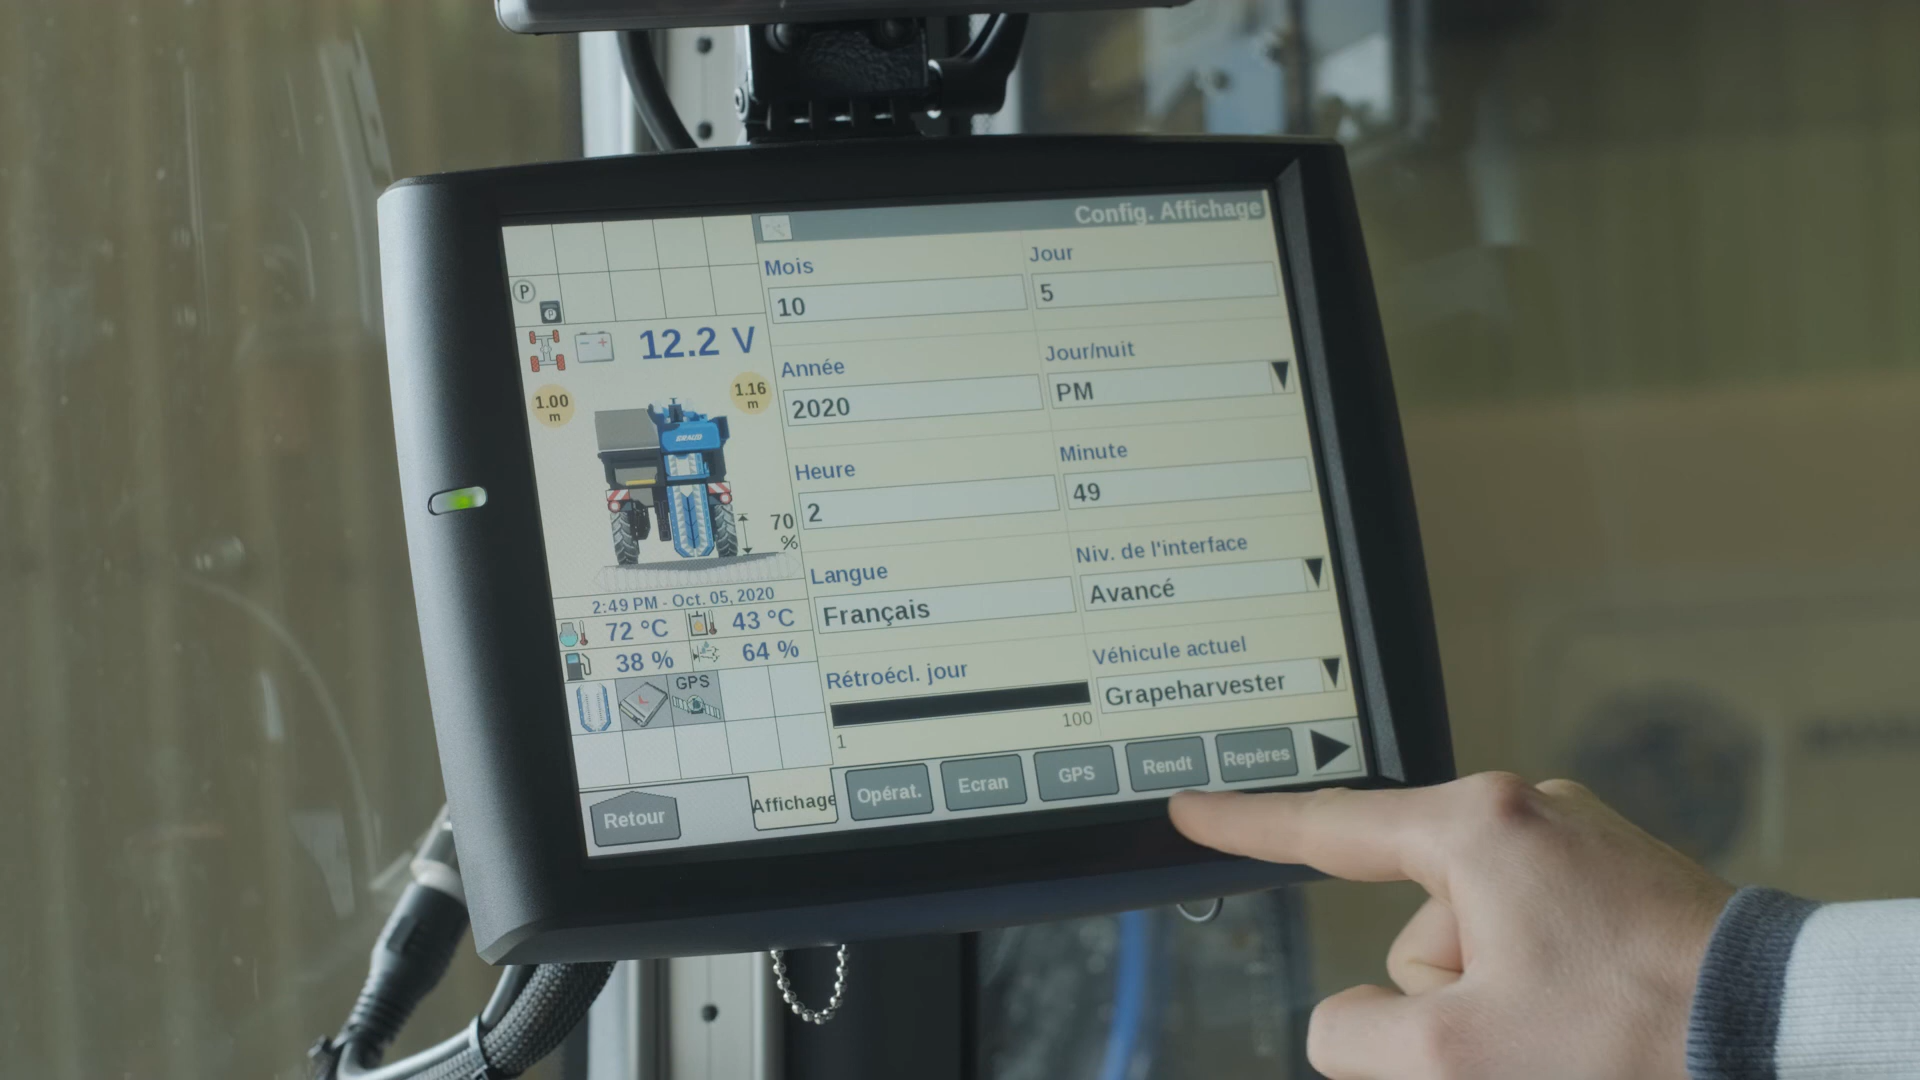 Config. Affichage
P
P
12.2 V
1.00
m
1.16
m
BRAUD
70
%
2:49 PM - Oct. 05, 2020
72 °C
43 °C
38 %
64 %
GPS
Mois
10
Jour
5
Année
2020
Jour/nuit
PM
Heure
2
Minute
49
Langue
Français
Niv. de l'interface
Avancé
Rétroécl. jour
1
100
Véhicule actuel
Grapeharvester
Retour
Affichage
Opérat.
Ecran
GPS
Rendt
Repères